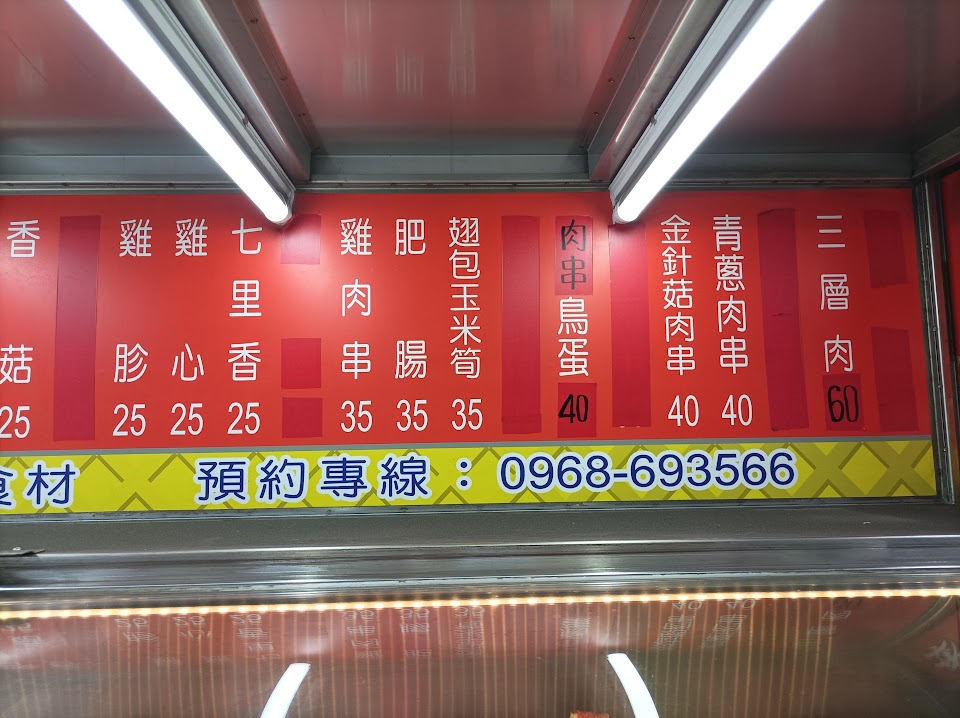 香菇 25
雞胗 25
雞心 25
七里香 25
雞肉串 35
肥腸 35
翅包玉米筍 35
肉串鳥蛋 40
金針菇肉串 40
青蔥肉串 40
三層肉 60
食材 預約專線：0968-693566